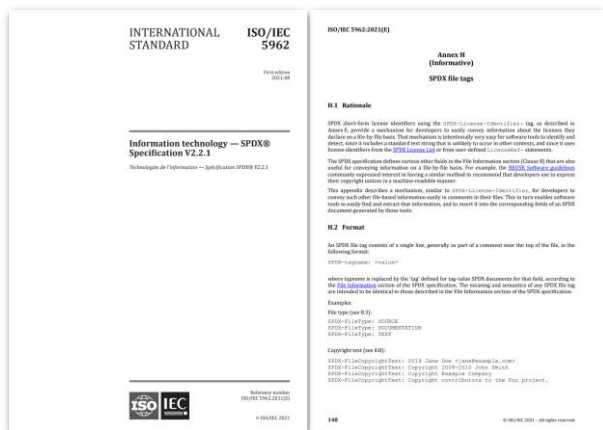 INTERNATIONAL
STANDARD
ISO/IEC
5962
First edition
2021-08
Information technology — SPDX®
Specification V2.2.1
Technologies de l'information — Spécification SPDX® V2.2.1
Reference number
ISO/IEC 5962:2021(E)
ISO IEC
© ISO/IEC 2021
ISO/IEC 5962:2021(E)
Annex H
(Informative)
SPDX file tags
H.1 Rationale
SPDX short-form license identifiers using the SPDX-License-Identifier: tag, as described in
Annex E, provide a mechanism for developers to easily convey information about the licenses they
declare on a file-by-file basis. That mechanism is intentionally very easy for software tools to identify and
detect, since it includes a standard text string that is unlikely to occur in other contexts, and since it uses
license identifiers from the SPDX License List or from user-defined LicenseRef- statements.
The SPDX specification defines various other fields in the File Information section (Clause 8) that are also
useful for conveying information on a file-by-file basis. For example, the REUSE Software guidelines
community expressed interest in having a similar method to recommend that developers use to express
their copyright notices in a machine-readable manner.
This appendix describes a mechanism, similar to SPDX-License-Identifier, for developers to
convey such other file-based information easily in comments in their files. This in turn enables software
tools to easily find and extract that information, and to insert it into the corresponding fields of an SPDX
document generated by those tools.
H.2 Format
An SPDX file tag consists of a single line, generally as part of a comment near the top of the file, in the
following format:
SPDX-tagname: <value>
where tagname is replaced by the 'tag' defined for tag-value SPDX documents for that field, according to
the File Information section of the SPDX specification. The meaning and semantics of any SPDX file tag
are intended to be identical to those described in the File Information section of the SPDX specification.
Examples:
File type (see 8.3):
SPDX-FileType: SOURCE
SPDX-FileType: DOCUMENTATION
SPDX-FileType: TEXT
Copyright text (see 8.8):
SPDX-FileCopyrightText: 2018 Jane Doe <jane@example.com>
SPDX-FileCopyrightText: Copyright 2008-2010 John Smith
SPDX-FileCopyrightText: Copyright Example Company
SPDX-FileCopyrightText: Copyright contributors to the Foo project.
140
© ISO/IEC 2021 – All rights reserved